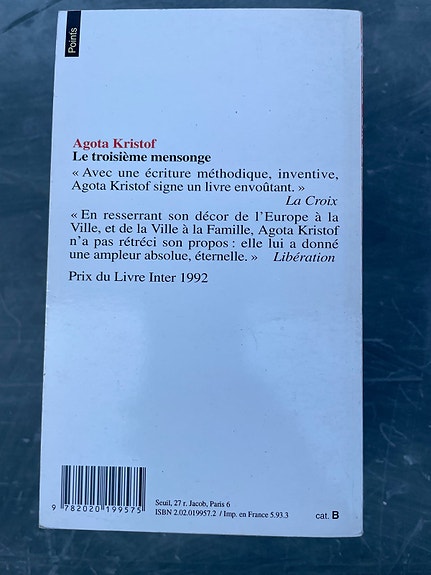 Points
Agota Kristof
Le troisième mensonge
« Avec une écriture méthodique, inventive,
Agota Kristof signe un livre envoûtant. »
La Croix
« En resserrant son décor de l'Europe à la
Ville, et de la Ville à la Famille, Agota Kristof
n'a pas rétréci son propos : elle lui a donné
une ampleur absolue, éternelle. » Libération
Prix du Livre Inter 1992
9 782020 199575
Seuil, 27 r. Jacob, Paris 6
ISBN 2.02.019957.2 / Imp. en France 5.93.3
cat. B